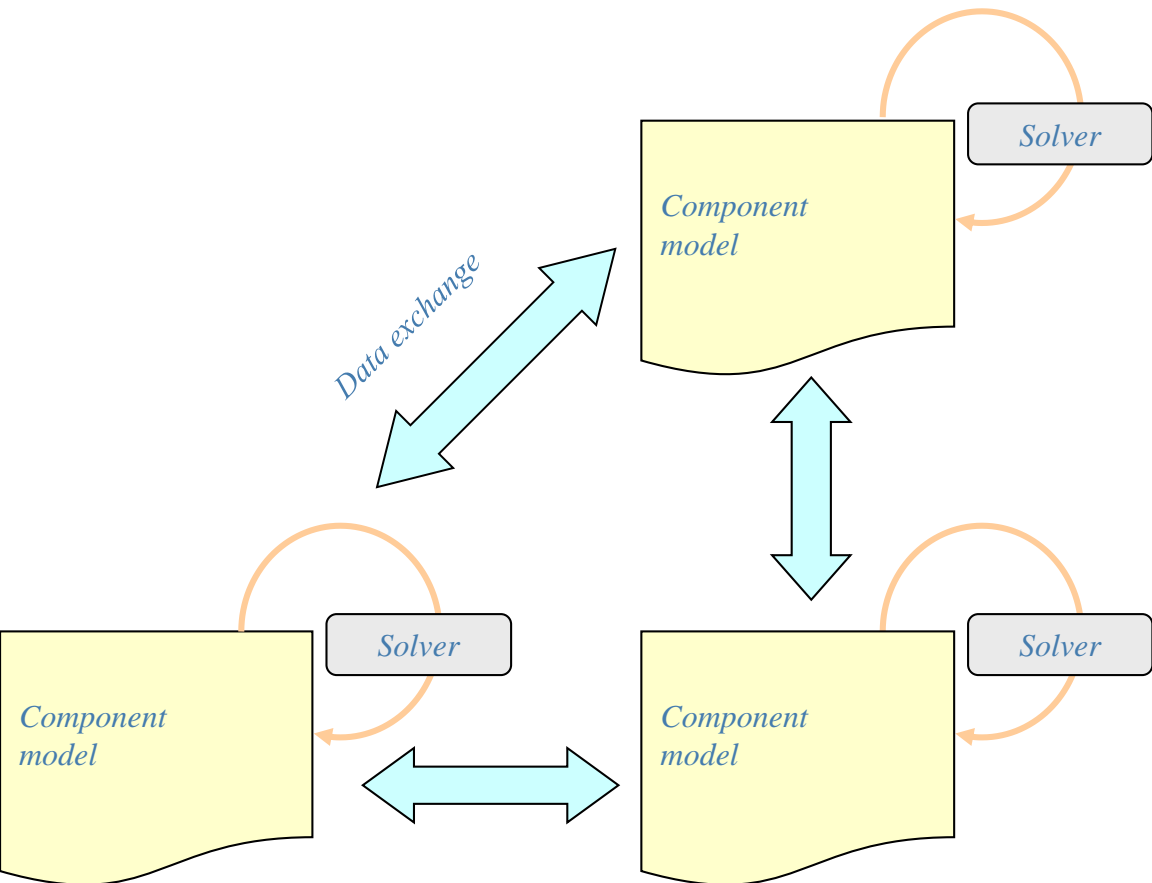 Solver
Component
model
Data exchange
Solver
Component
model
Solver
Component
model